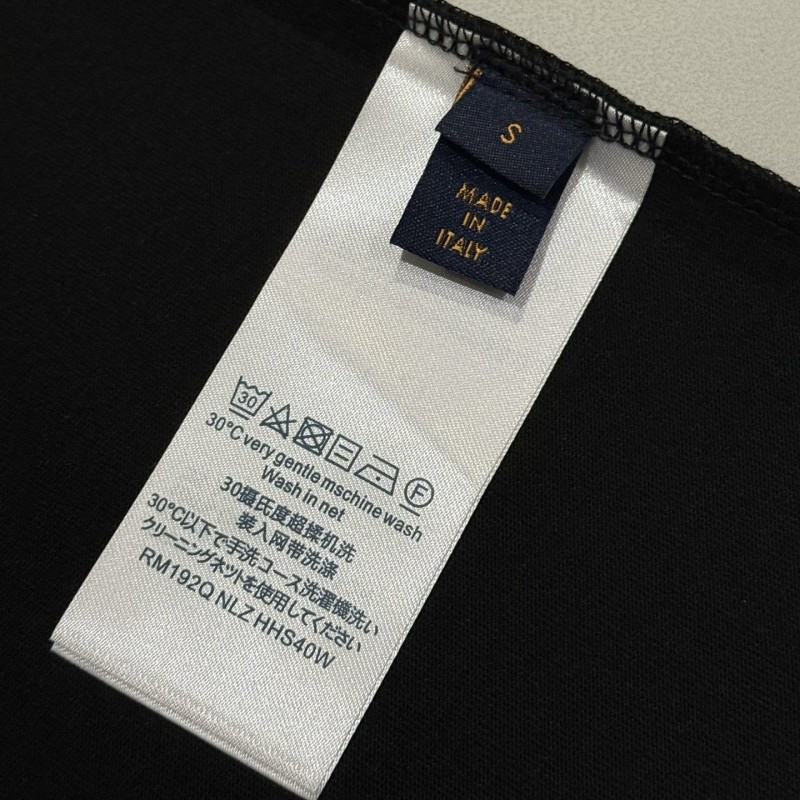 S
MADE
IN
ITALY
30
F
30°C very gentle mschine wash
Wash in net
30摄氏度超揉机洗
装入网带洗涤
30°C以下で手洗コース洗濯機洗い
クリーニングネットを使用してください
RM192Q NLZ HHS40W